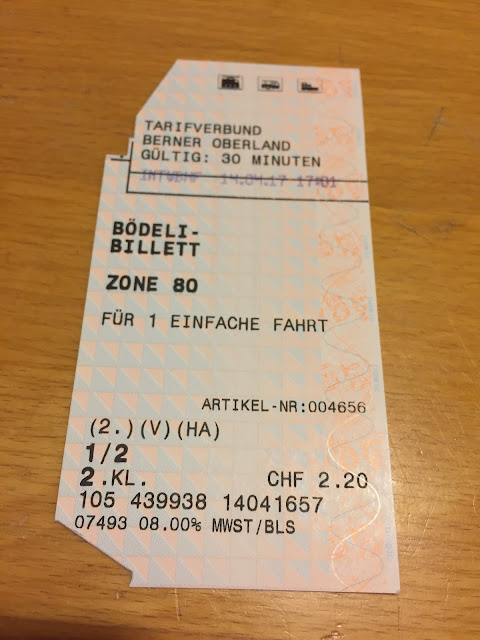 TARIFVERBUND
BERNER OBERLAND
GÜLTIG: 30 MINUTEN
14.04.17 17:01
BÖDELI-
BILLETT
ZONE 80
FÜR 1 EINFACHE FAHRT
ARTIKEL-NR:004656
(2.)(V)(HA)
1/2
2.KL. CHF 2.20
105 439938 14041657
07493 08.00% MWST/BLS